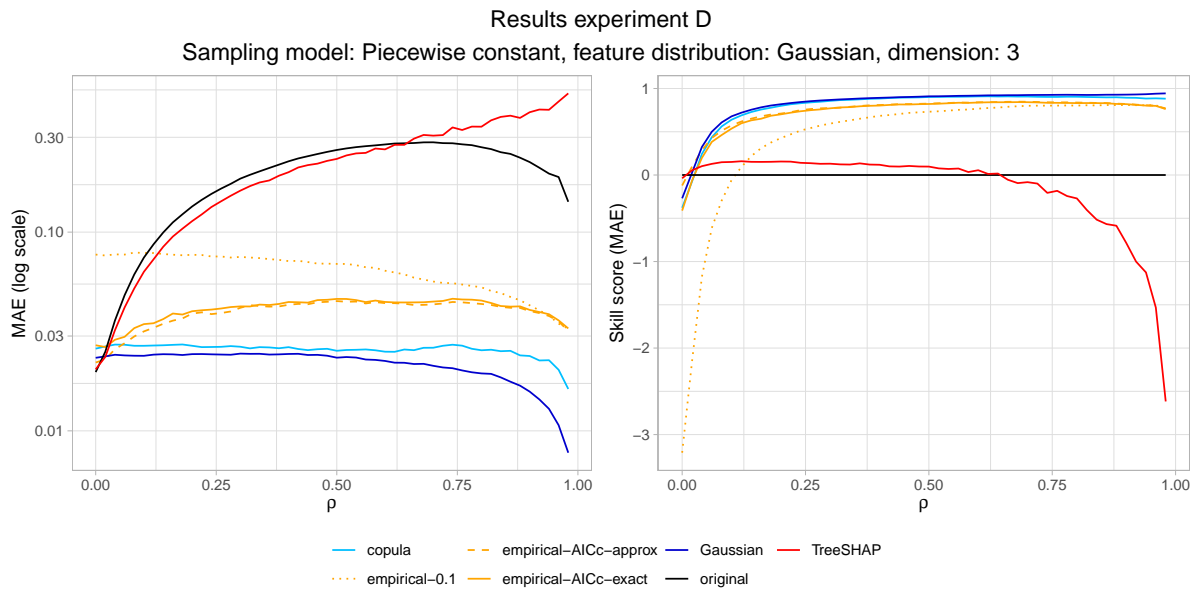 Results experiment D
Sampling model: Piecewise constant, feature distribution: Gaussian, dimension: 3
MAE (log scale)
0.30
0.10
0.03
0.01
0.00 0.25 0.50 0.75 1.00
ρ
Skill score (MAE)
1
0
−1
−2
−3
0.00 0.25 0.50 0.75 1.00
ρ
copula empirical−AICc−approx Gaussian TreeSHAP
empirical−0.1 empirical−AICc−exact original